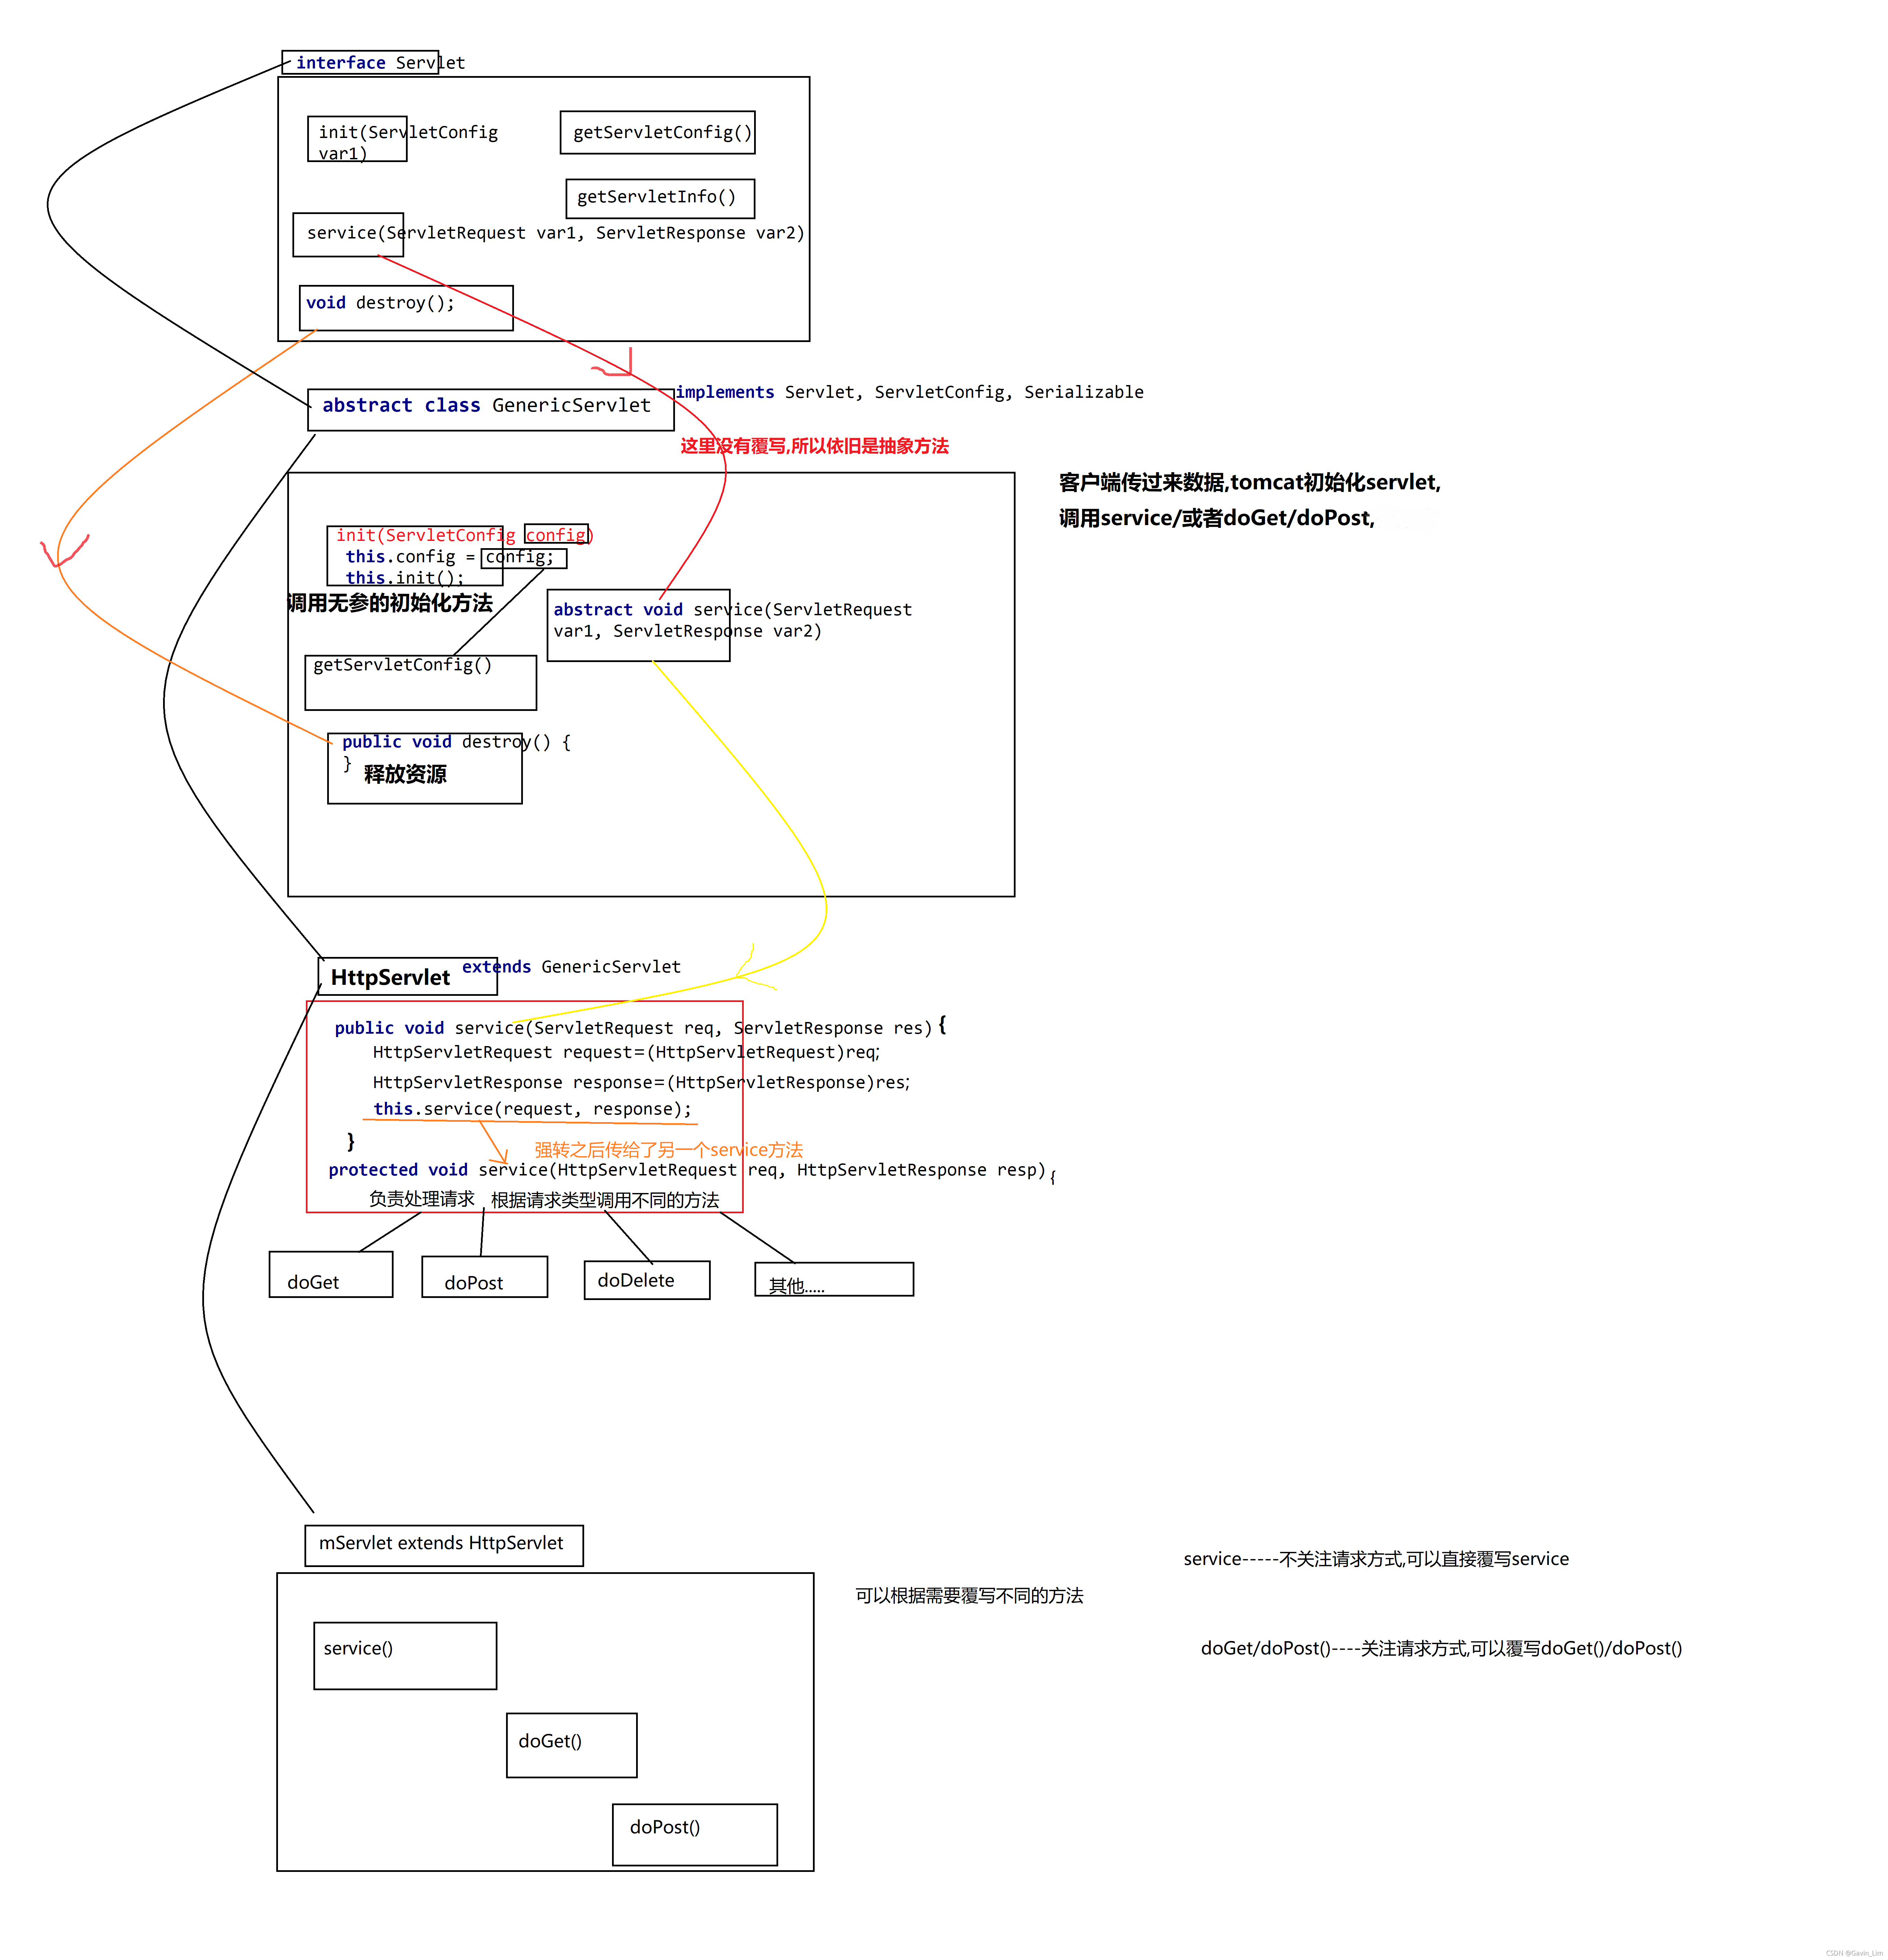 interface Servlet
init(ServletConfig
var1)
getServletConfig()
getServletInfo()
service(ServletRequest var1, ServletResponse var2)
void destroy();
abstract class GenericServlet
implements Servlet, ServletConfig, Serializable
这里没有覆写,所以依旧是抽象方法
客户端传过来数据,tomcat初始化servlet,
调用service/或者doGet/doPost,
init(ServletConfig config)
this.config = config;
this.init();
调用无参的初始化方法
abstract void service(ServletRequest
var1, ServletResponse var2)
getServletConfig()
public void destroy() {
}
释放资源
HttpServlet
extends GenericServlet
public void service(ServletRequest req, ServletResponse res) {
HttpServletRequest request=(HttpServletRequest)req;
HttpServletResponse response=(HttpServletResponse)res;
this.service(request, response);
}
强转之后传给了另一个service方法
protected void service(HttpServletRequest req, HttpServletResponse resp) {
负责处理请求
根据请求类型调用不同的方法
doGet
doPost
doDelete
其他.....
mServlet extends HttpServlet
service-----不关注请求方式,可以直接覆写service
可以根据需要覆写不同的方法
service()
doGet/doPost()----关注请求方式,可以覆写doGet()/doPost()
doGet()
doPost()
CSDN @Gavin_Lim